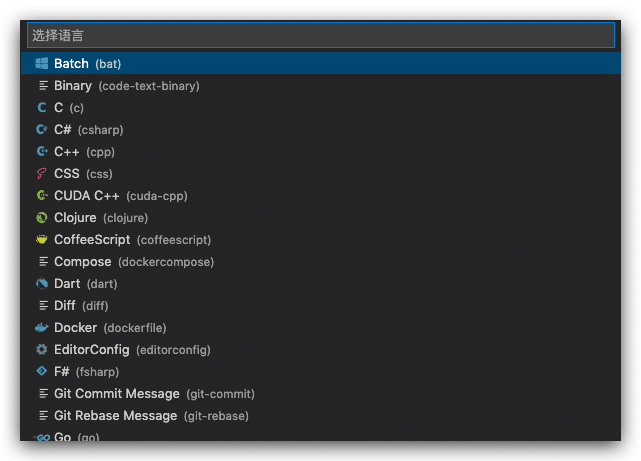 选择语言
Batch (bat)
Binary (code-text-binary)
C (c)
C# (csharp)
C++ (cpp)
CSS (css)
CUDA C++ (cuda-cpp)
Clojure (clojure)
CoffeeScript (coffeescript)
Compose (dockercompose)
Dart (dart)
Diff (diff)
Docker (dockerfile)
EditorConfig (editorconfig)
F# (fsharp)
Git Commit Message (git-commit)
Git Rebase Message (git-rebase)
Go (go)